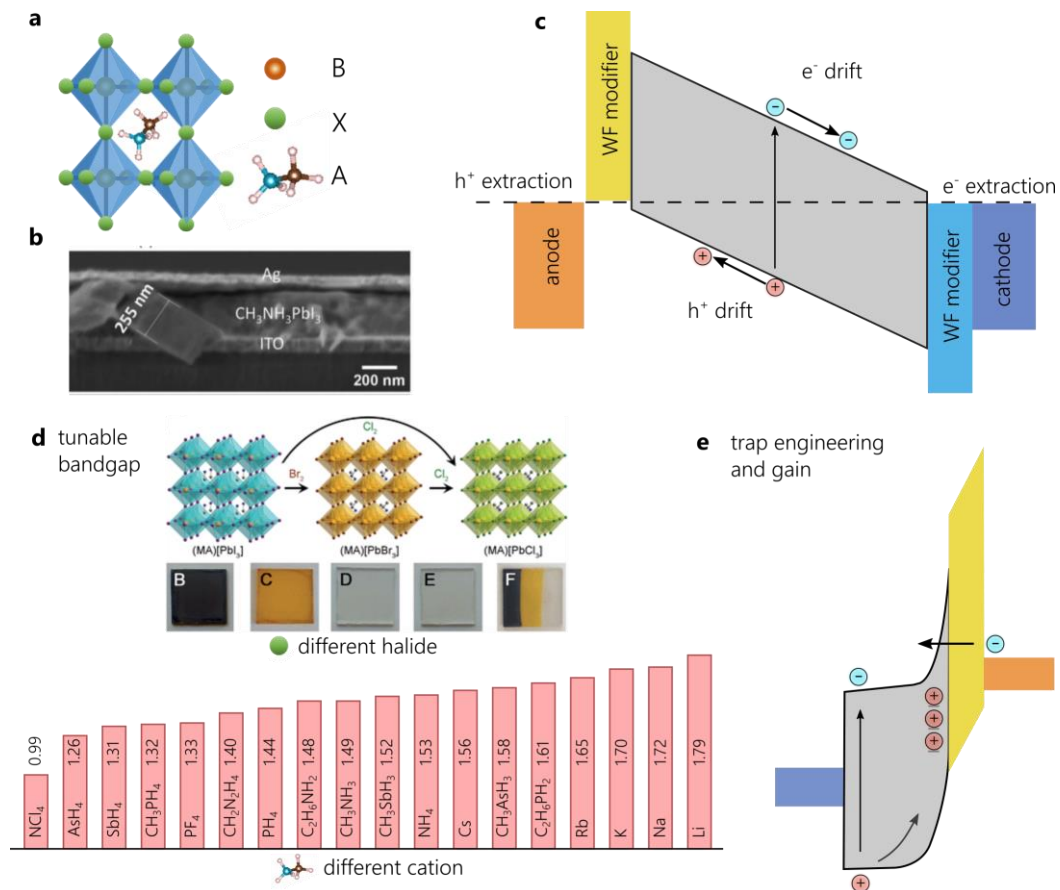 a
B
X
A
b
Ag
255 nm
CH₃NH₃PbI₃
ITO
200 nm
c
WF modifier
e⁻ drift
h⁺ extraction
e⁻ extraction
anode
h⁺ drift
WF modifier
cathode
d tunable
bandgap
Cl₂
Br₂
Cl₂
(MA)[PbI₃]
(MA)[PbBr₃]
(MA)[PbCl₃]
B
C
D
E
F
different halide
NCl₄ 0.99
AsH₄ 1.26
SbH₄ 1.31
CH₃PH₄ 1.32
PF₄ 1.33
CH₂N₂H₄ 1.40
PH₄ 1.44
C₂H₆NH₂ 1.48
CH₃NH₃ 1.49
CH₃SbH₃ 1.52
NH₄ 1.53
Cs 1.56
CH₃AsH₃ 1.58
C₂H₆PH₂ 1.61
Rb 1.65
K 1.70
Na 1.72
Li 1.79
different cation
e trap engineering
and gain